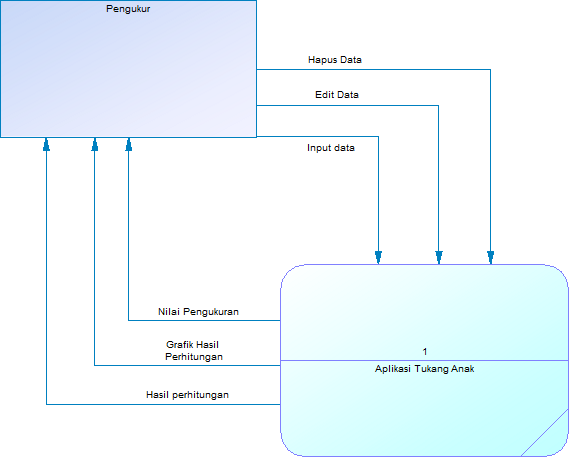 Pengukur
Hapus Data
Edit Data
Input data
Nilai Pengukuran
Grafik Hasil
Perhitungan
Hasil perhitungan
1
Aplikasi Tukang Anak